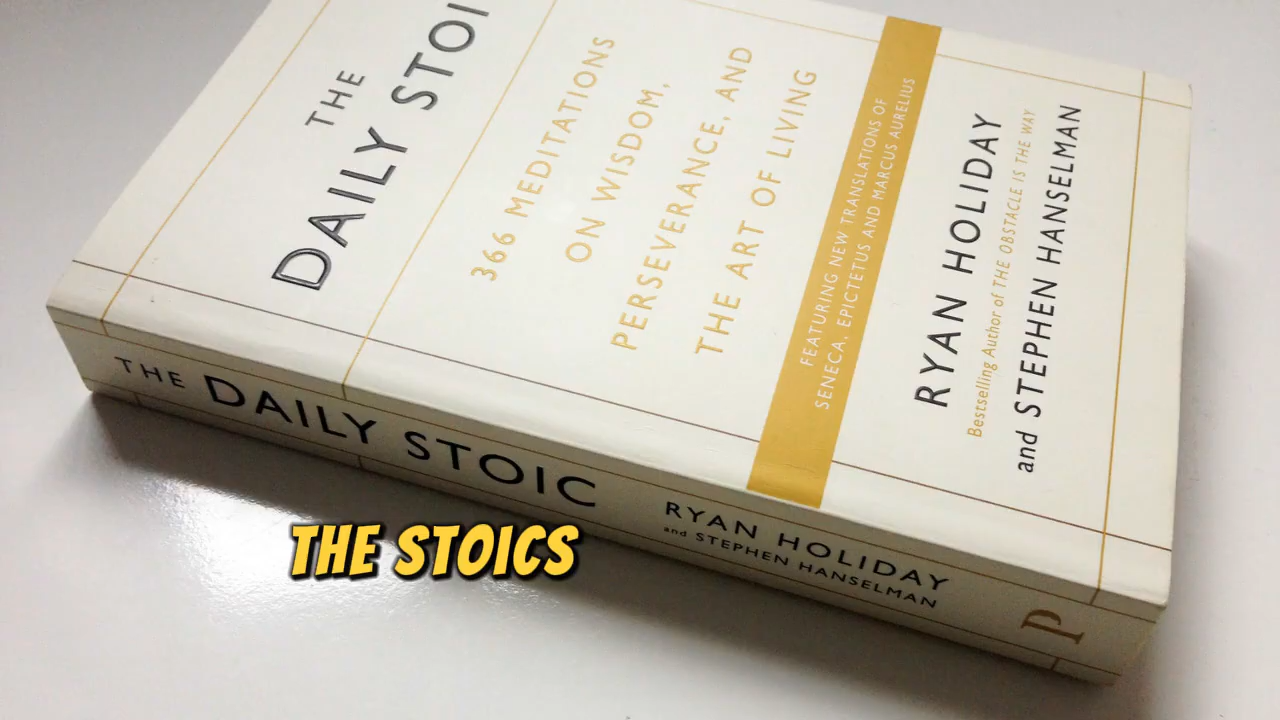 THE
DAILY STOI
366 MEDITATIONS
ON WISDOM,
PERSEVERANCE, AND
THE ART OF LIVING
FEATURING NEW TRANSLATIONS OF
SENECA, EPICTETUS AND MARCUS AURELIUS
RYAN HOLIDAY
Bestselling Author of THE OBSTACLE IS THE WAY
and STEPHEN HANSELMAN
THE DAILY STOIC
RYAN HOLIDAY
and STEPHEN HANSELMAN
P
THE STOICS